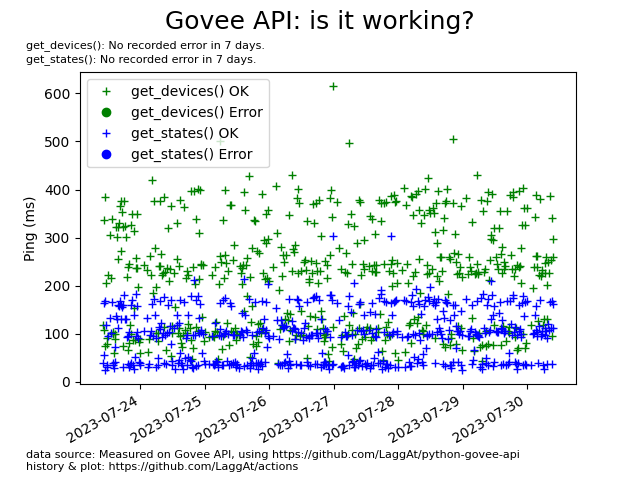 Govee API: is it working?
get_devices(): No recorded error in 7 days.
get_states(): No recorded error in 7 days.
get_devices() OK
get_devices() Error
get_states() OK
get_states() Error
Ping (ms)
600
500
400
300
200
100
0
2023-07-24
2023-07-25
2023-07-26
2023-07-27
2023-07-28
2023-07-29
2023-07-30
data source: Measured on Govee API, using https://github.com/LaggAt/python-govee-api
history & plot: https://github.com/LaggAt/actions